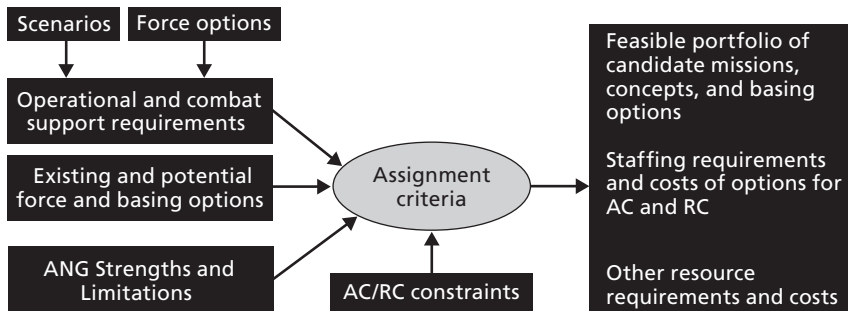 Scenarios
Force options
Operational and combat
support requirements
Existing and potential
force and basing options
ANG Strengths and
Limitations
Assignment
criteria
AC/RC constraints
Feasible portfolio of
candidate missions,
concepts, and basing
options
Staffing requirements
and costs of options for
AC and RC
Other resource
requirements and costs